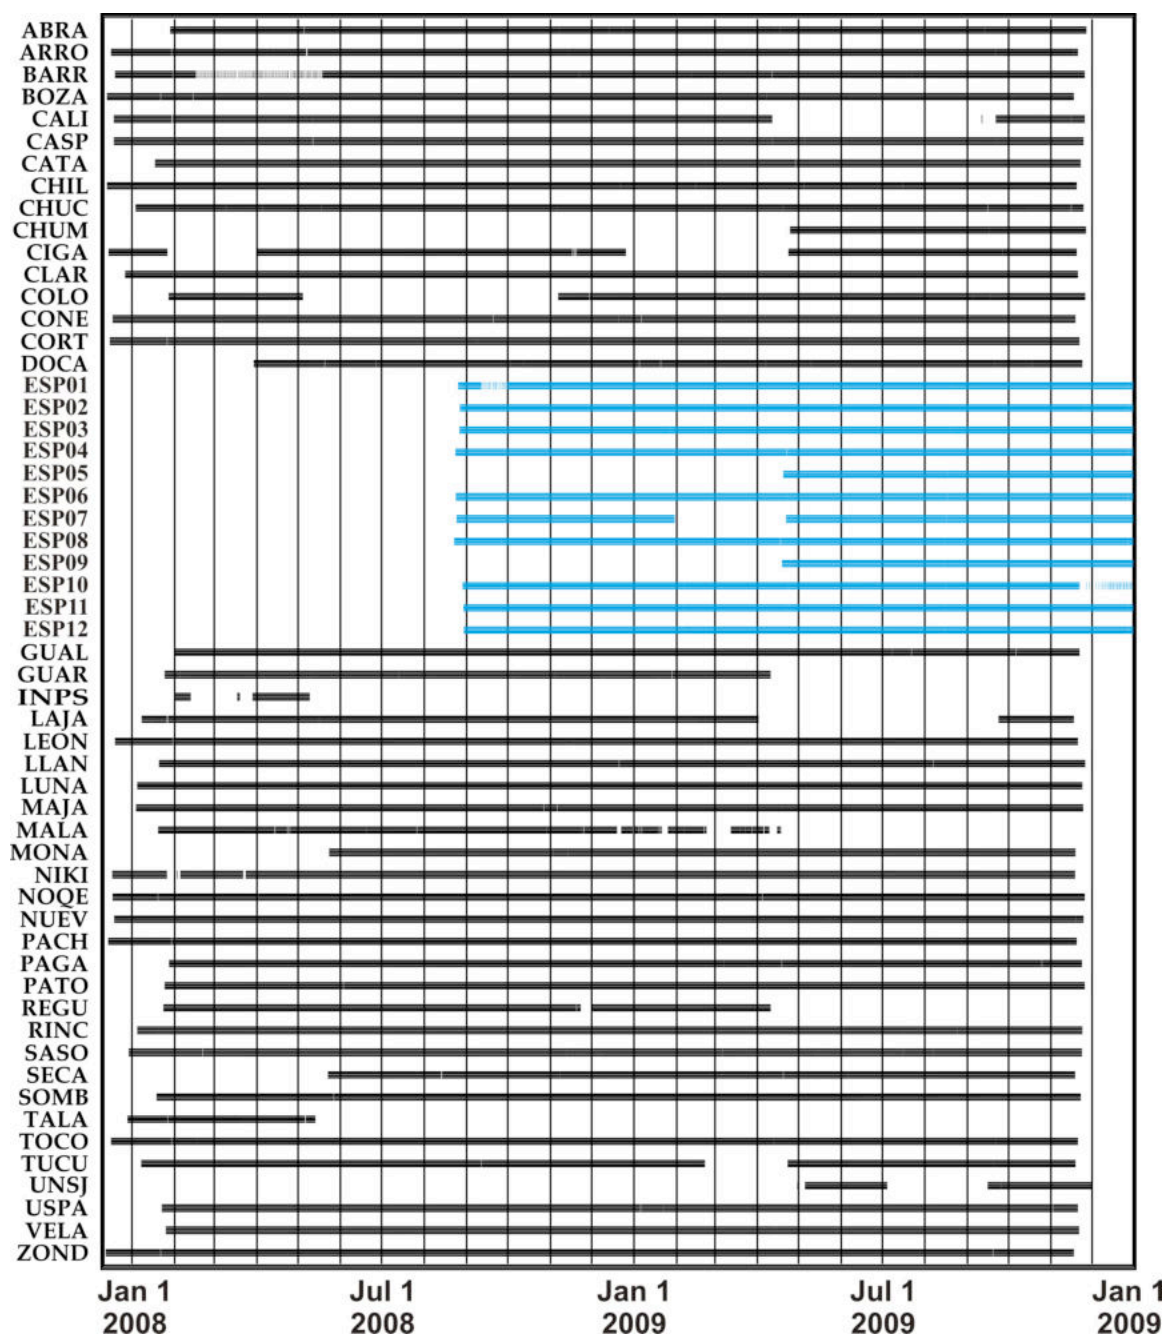 ABRA
ARRO
BARR
BOZA
CALI
CASP
CATA
CHIL
CHUC
CHUM
CIGA
CLAR
COLO
CONE
CORT
DOCA
ESP01
ESP02
ESP03
ESP04
ESP05
ESP06
ESP07
ESP08
ESP09
ESP10
ESP11
ESP12
GUAL
GUAR
INPS
LAJA
LEON
LLAN
LUNA
MAJA
MALA
MONA
NIKI
NOQE
NUEV
PACH
PAGA
PATO
REGU
RINC
SASO
SECA
SOMB
TALA
TOCO
TUCU
UNSJ
USPA
VELA
ZOND
Jan 1 Jul 1 Jan 1 Jul 1 Jan 1
2008 2008 2009 2009 2009